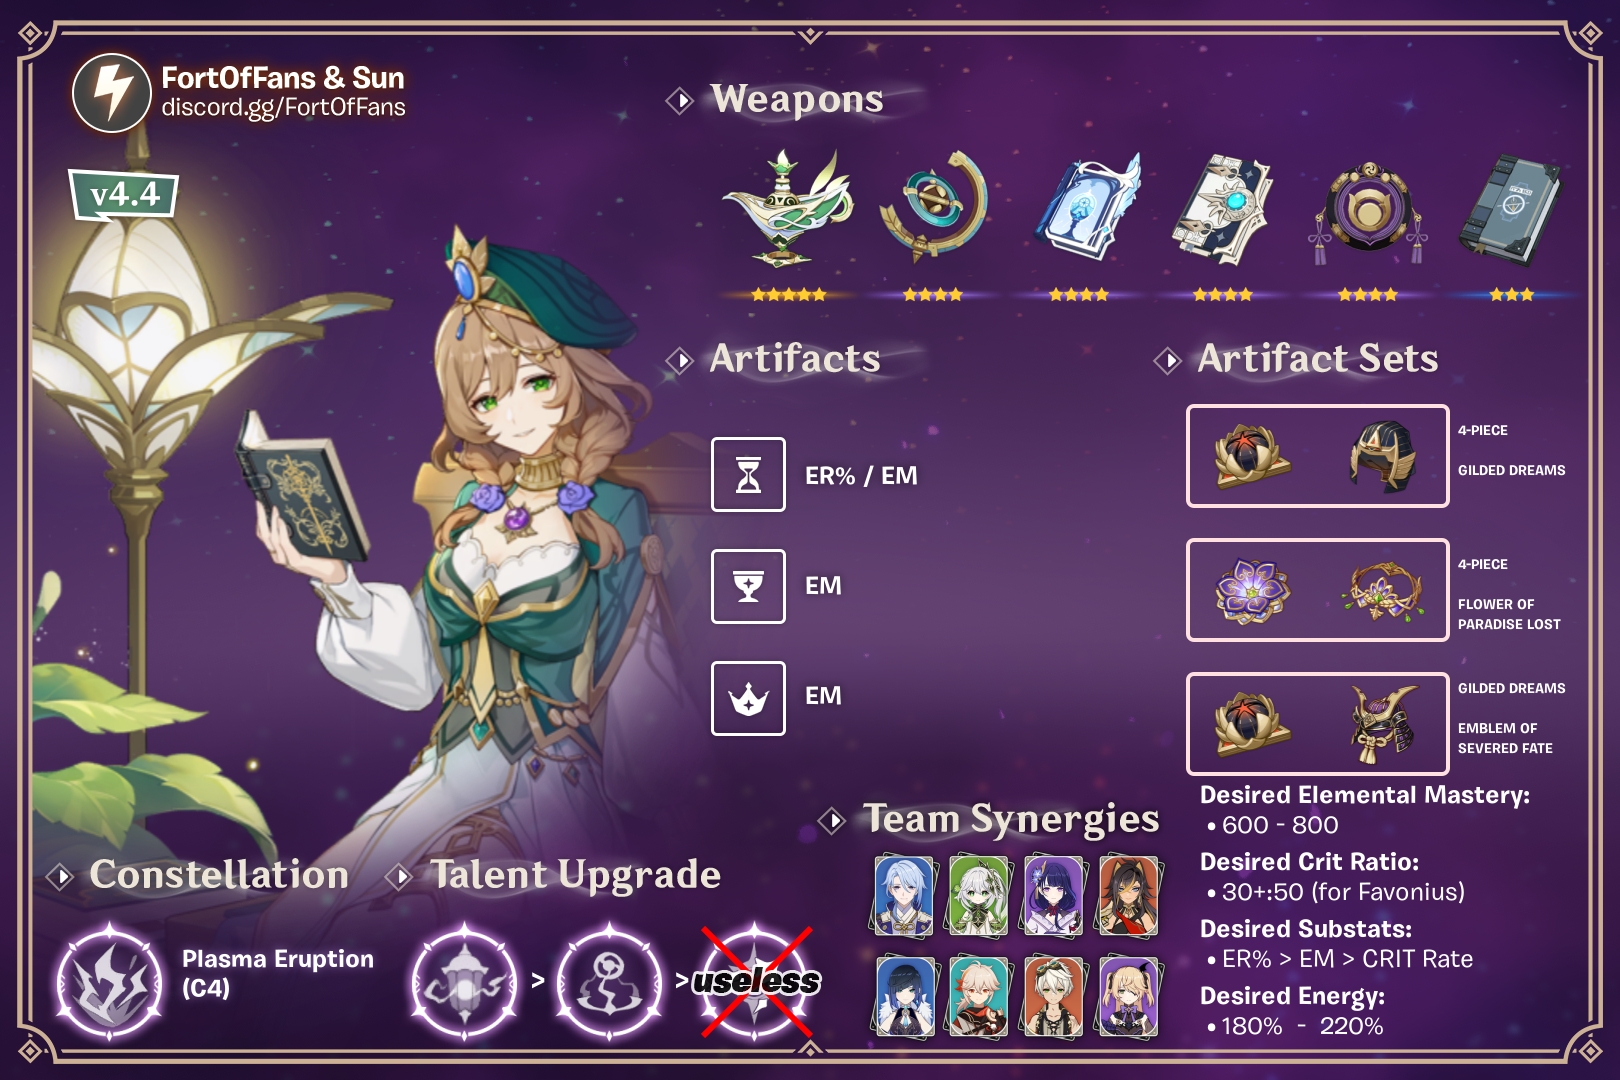 FortOfFans & Sun
discord.gg/FortOfFans
v4.4
Weapons
Artifacts
ER% / EM
EM
EM
Artifact Sets
4-PIECE
GILDED DREAMS
4-PIECE
FLOWER OF
PARADISE LOST
GILDED DREAMS
EMBLEM OF
SEVERED FATE
Constellation
Plasma Eruption
(C4)
Talent Upgrade
> > useless
Team Synergies
Desired Elemental Mastery:
• 600 - 800
Desired Crit Ratio:
• 30+:50 (for Favonius)
Desired Substats:
• ER% > EM > CRIT Rate
Desired Energy:
• 180% - 220%